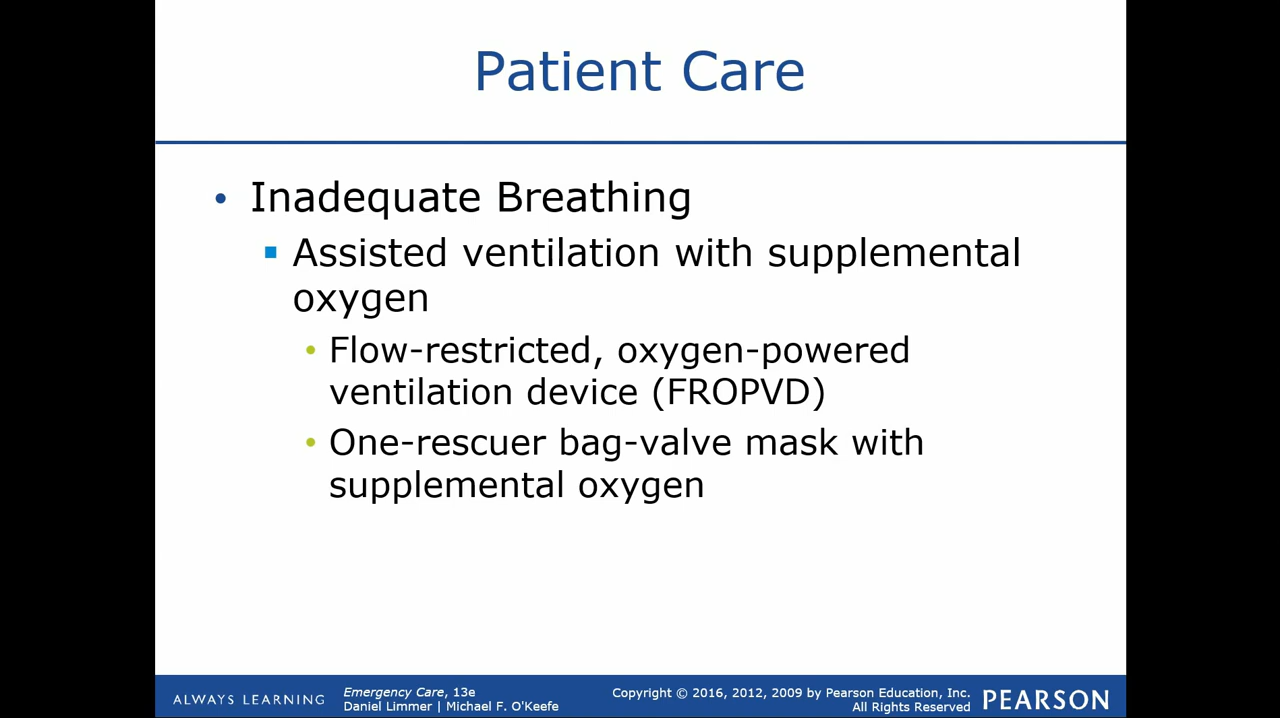 Patient Care
• Inadequate Breathing
▪ Assisted ventilation with supplemental
oxygen
• Flow-restricted, oxygen-powered
ventilation device (FROPVD)
• One-rescuer bag-valve mask with
supplemental oxygen
ALWAYS LEARNING
Emergency Care, 13e
Daniel Limmer | Michael F. O'Keefe
Copyright © 2016, 2012, 2009 by Pearson Education, Inc.
All Rights Reserved
PEARSON